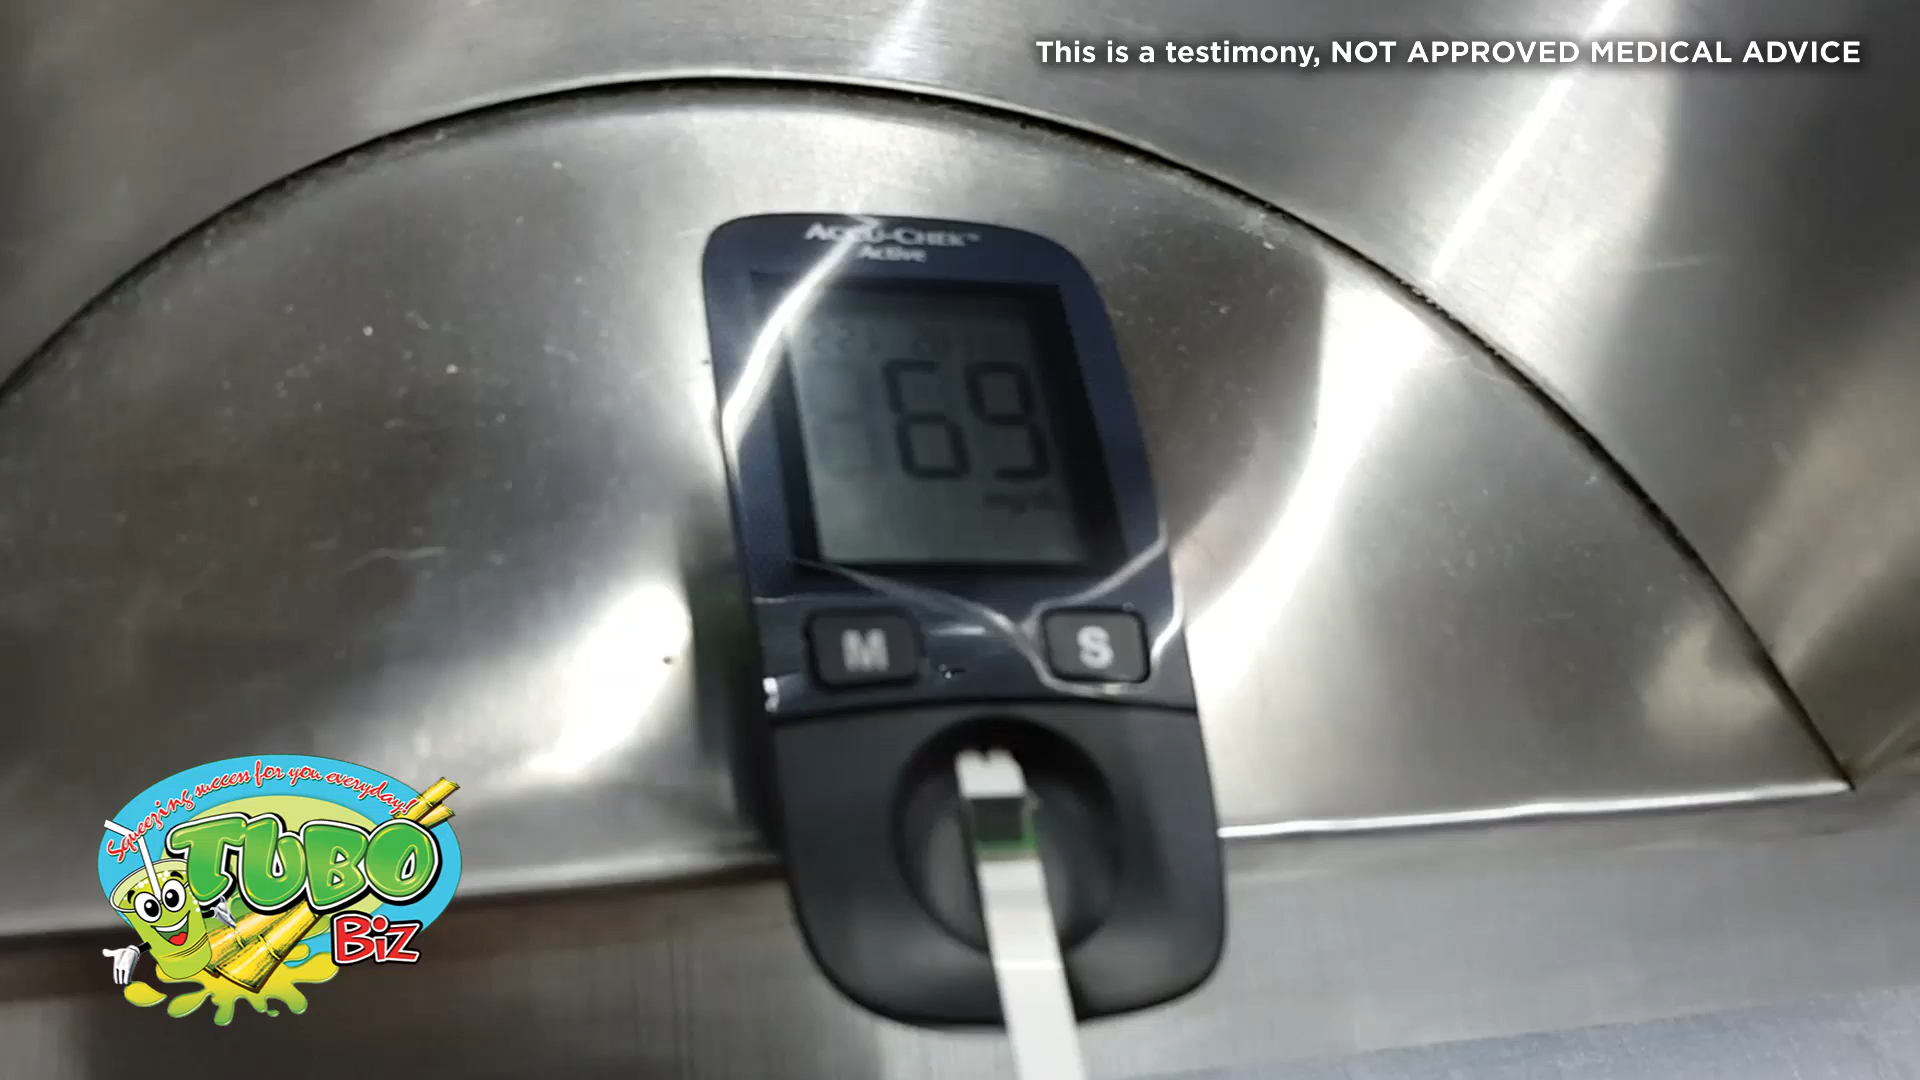 This is a testimony, NOT APPROVED MEDICAL ADVICE
ACCU-CHEK
Active
69
M
S
Squeezing success for you everyday!
TUBO
Biz